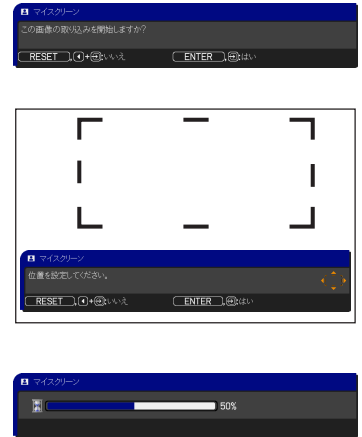 マイスクリーン
この画像の取り込みを開始しますか?
RESET ,+:いいえ ENTER ,:はい
マイスクリーン
位置を設定してください。
RESET ,+:いいえ ENTER ,:はい
マイスクリーン
50%